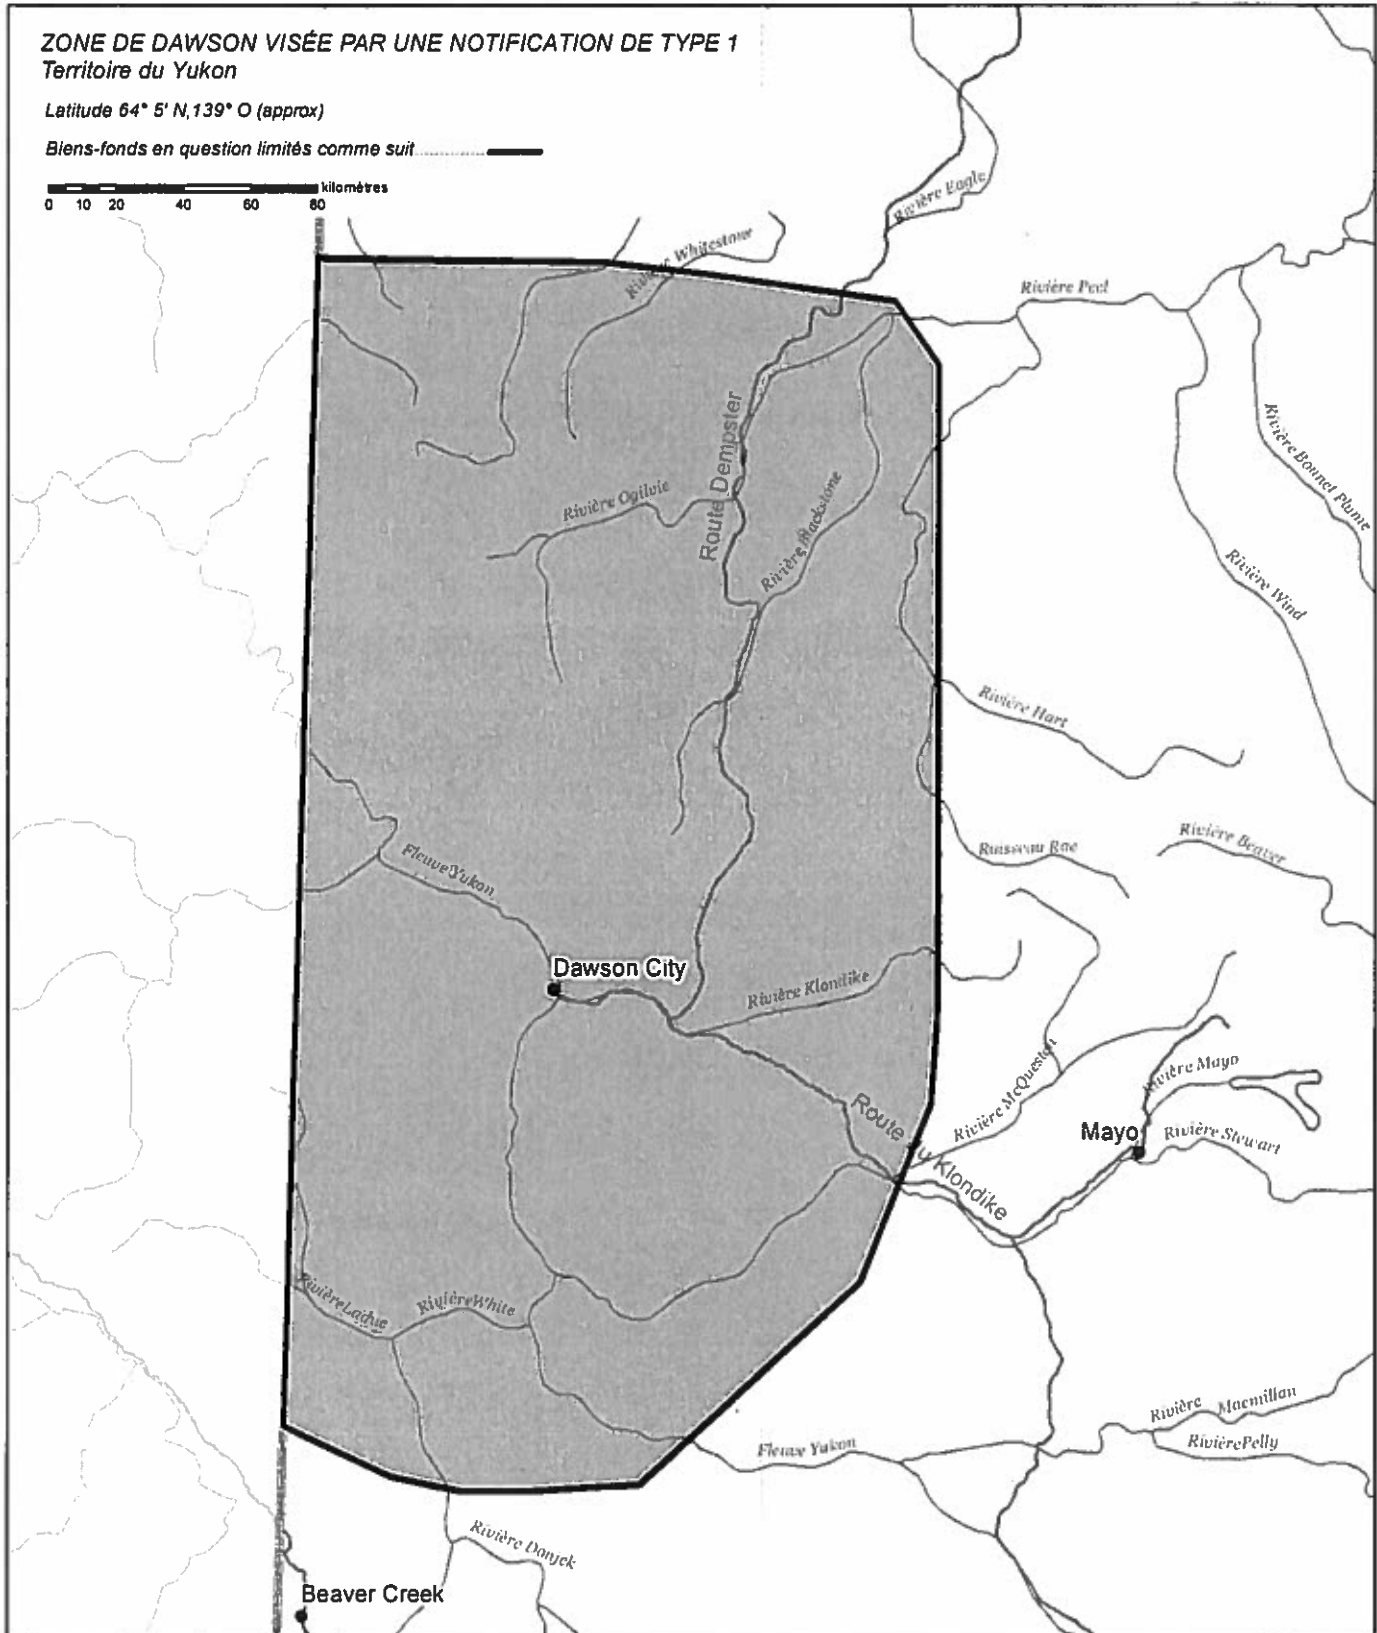 ZONE DE DAWSON VISÉE PAR UNE NOTIFICATION DE TYPE 1
Territoire du Yukon
Latitude 64° 5' N,139° O (approx)
Biens-fonds en question limités comme suit
kilomètres
0 10 20 40 60 80
Rivière Eagle
Rivière Whitestone
Rivière Peel
Route Dempster
Rivière Bonnet Plume
Rivière Ogilvie
Rivière Blackstone
Rivière Wind
Rivière Hart
Ruisseau Rae
Rivière Beaver
Fleuve Yukon
Dawson City
Rivière Klondike
Rivière McQuesten
Rivière Mayo
Route du Klondike
Mayo
Rivière Stewart
Rivière Ladue
Rivière White
Rivière Macmillan
Rivière Pelly
Fleuve Yukon
Rivière Donjek
Beaver Creek